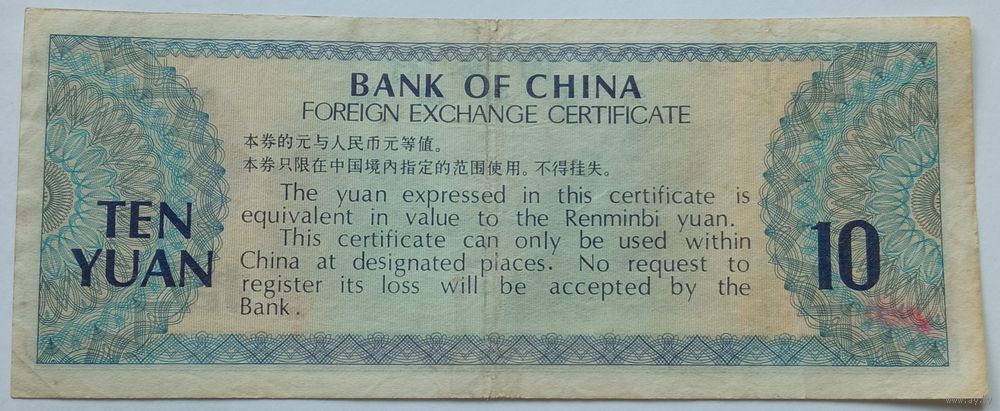 BANK OF CHINA
FOREIGN EXCHANGE CERTIFICATE
本券的元与人民币元等值。
本券只限在中国境内指定的范围使用。不得挂失。
The yuan expressed in this certificate is
equivalent in value to the Renminbi yuan.
This certificate can only be used within
China at designated places. No request to
register its loss will be accepted by the
Bank.
TEN
YUAN
10
www.ay.by